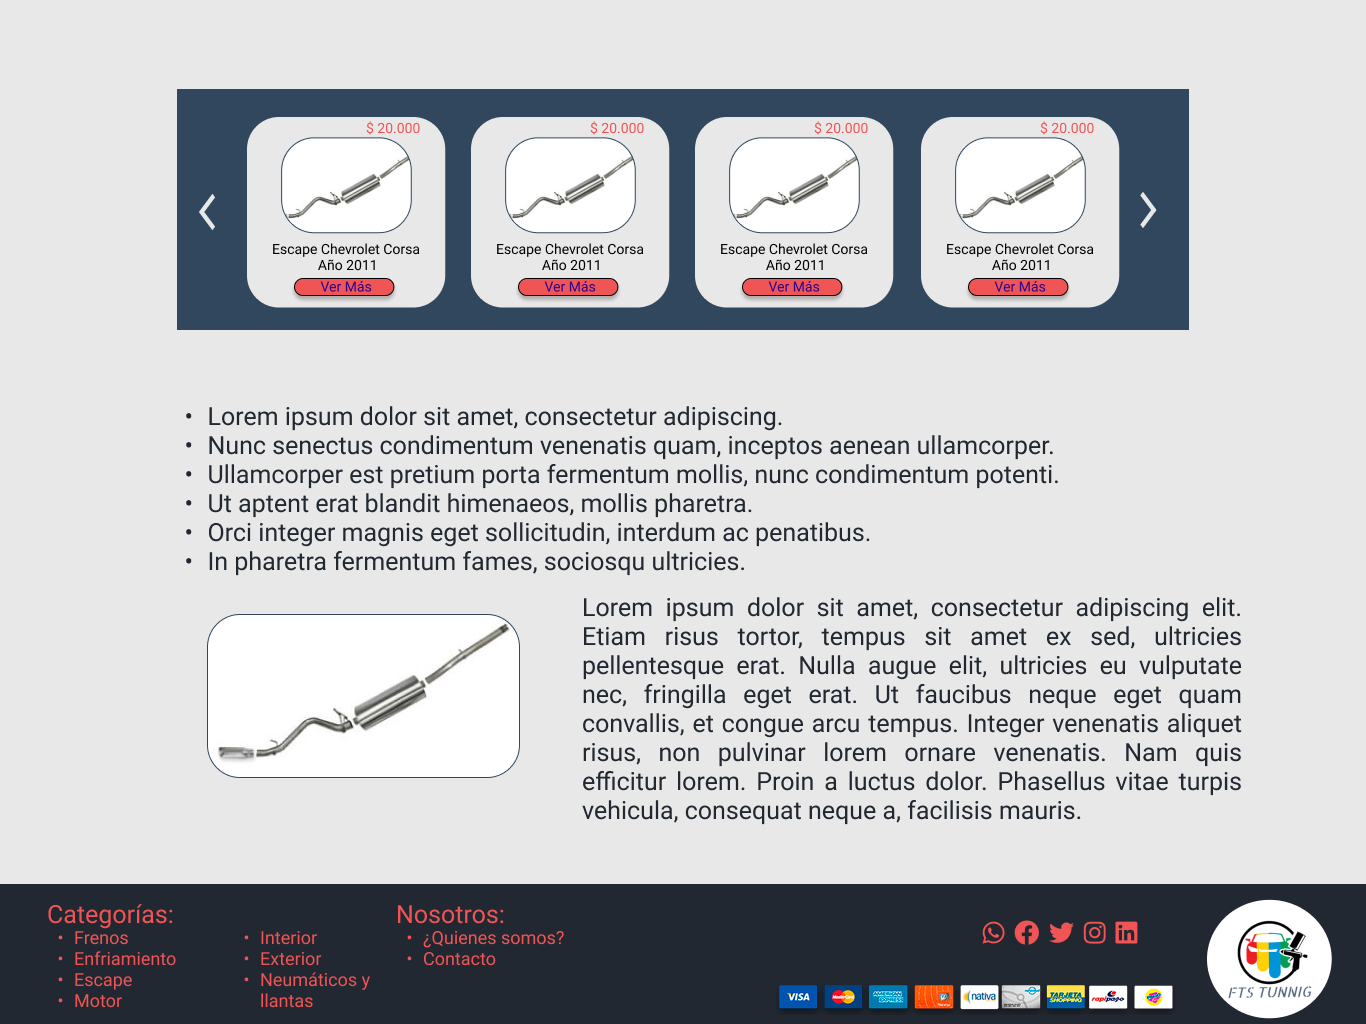 $ 20.000
Escape Chevrolet Corsa
Año 2011
Ver Más
$ 20.000
Escape Chevrolet Corsa
Año 2011
Ver Más
$ 20.000
Escape Chevrolet Corsa
Año 2011
Ver Más
$ 20.000
Escape Chevrolet Corsa
Año 2011
Ver Más
• Lorem ipsum dolor sit amet, consectetur adipiscing.
• Nunc senectus condimentum venenatis quam, inceptos aenean ullamcorper.
• Ullamcorper est pretium porta fermentum mollis, nunc condimentum potenti.
• Ut aptent erat blandit himenaeos, mollis pharetra.
• Orci integer magnis eget sollicitudin, interdum ac penatibus.
• In pharetra fermentum fames, sociosqu ultricies.
Lorem ipsum dolor sit amet, consectetur adipiscing elit.
Etiam risus tortor, tempus sit amet ex sed, ultricies
pellentesque erat. Nulla augue elit, ultricies eu vulputate
nec, fringilla eget erat. Ut faucibus neque eget quam
convallis, et congue arcu tempus. Integer venenatis aliquet
risus, non pulvinar lorem ornare venenatis. Nam quis
efficitur lorem. Proin a luctus dolor. Phasellus vitae turpis
vehicula, consequat neque a, facilisis mauris.
Categorías:
• Frenos
• Enfriamiento
• Escape
• Motor
• Interior
• Exterior
• Neumáticos y
llantas
Nosotros:
• ¿Quienes somos?
• Contacto
VISA
MasterCard
AMERICAN EXPRESS
nativa
TARJETA
SHOPPING
rapipago
FTS TUNNIG